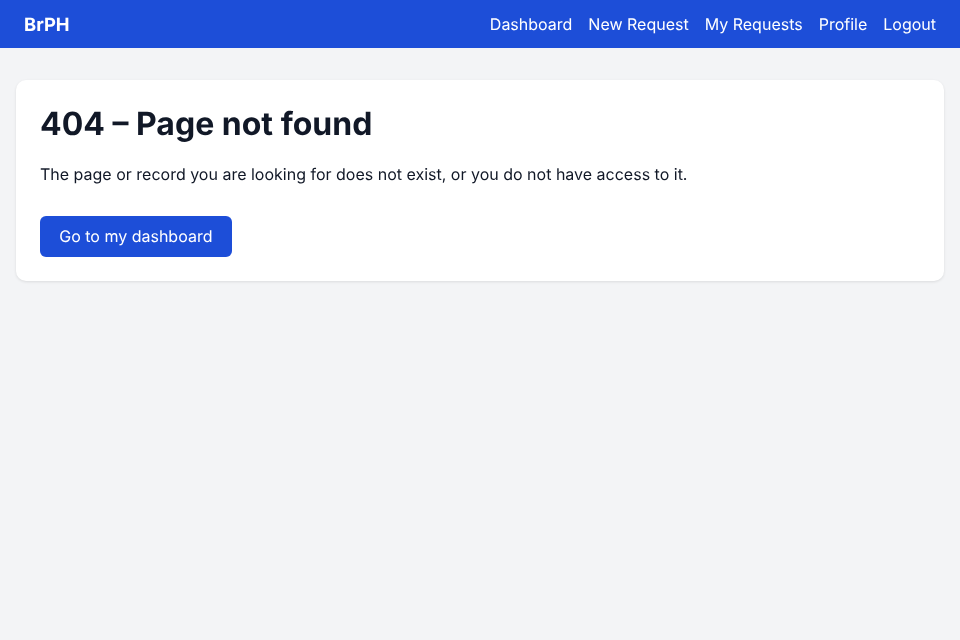 BrPH
Dashboard New Request My Requests Profile Logout
404 – Page not found
The page or record you are looking for does not exist, or you do not have access to it.
Go to my dashboard